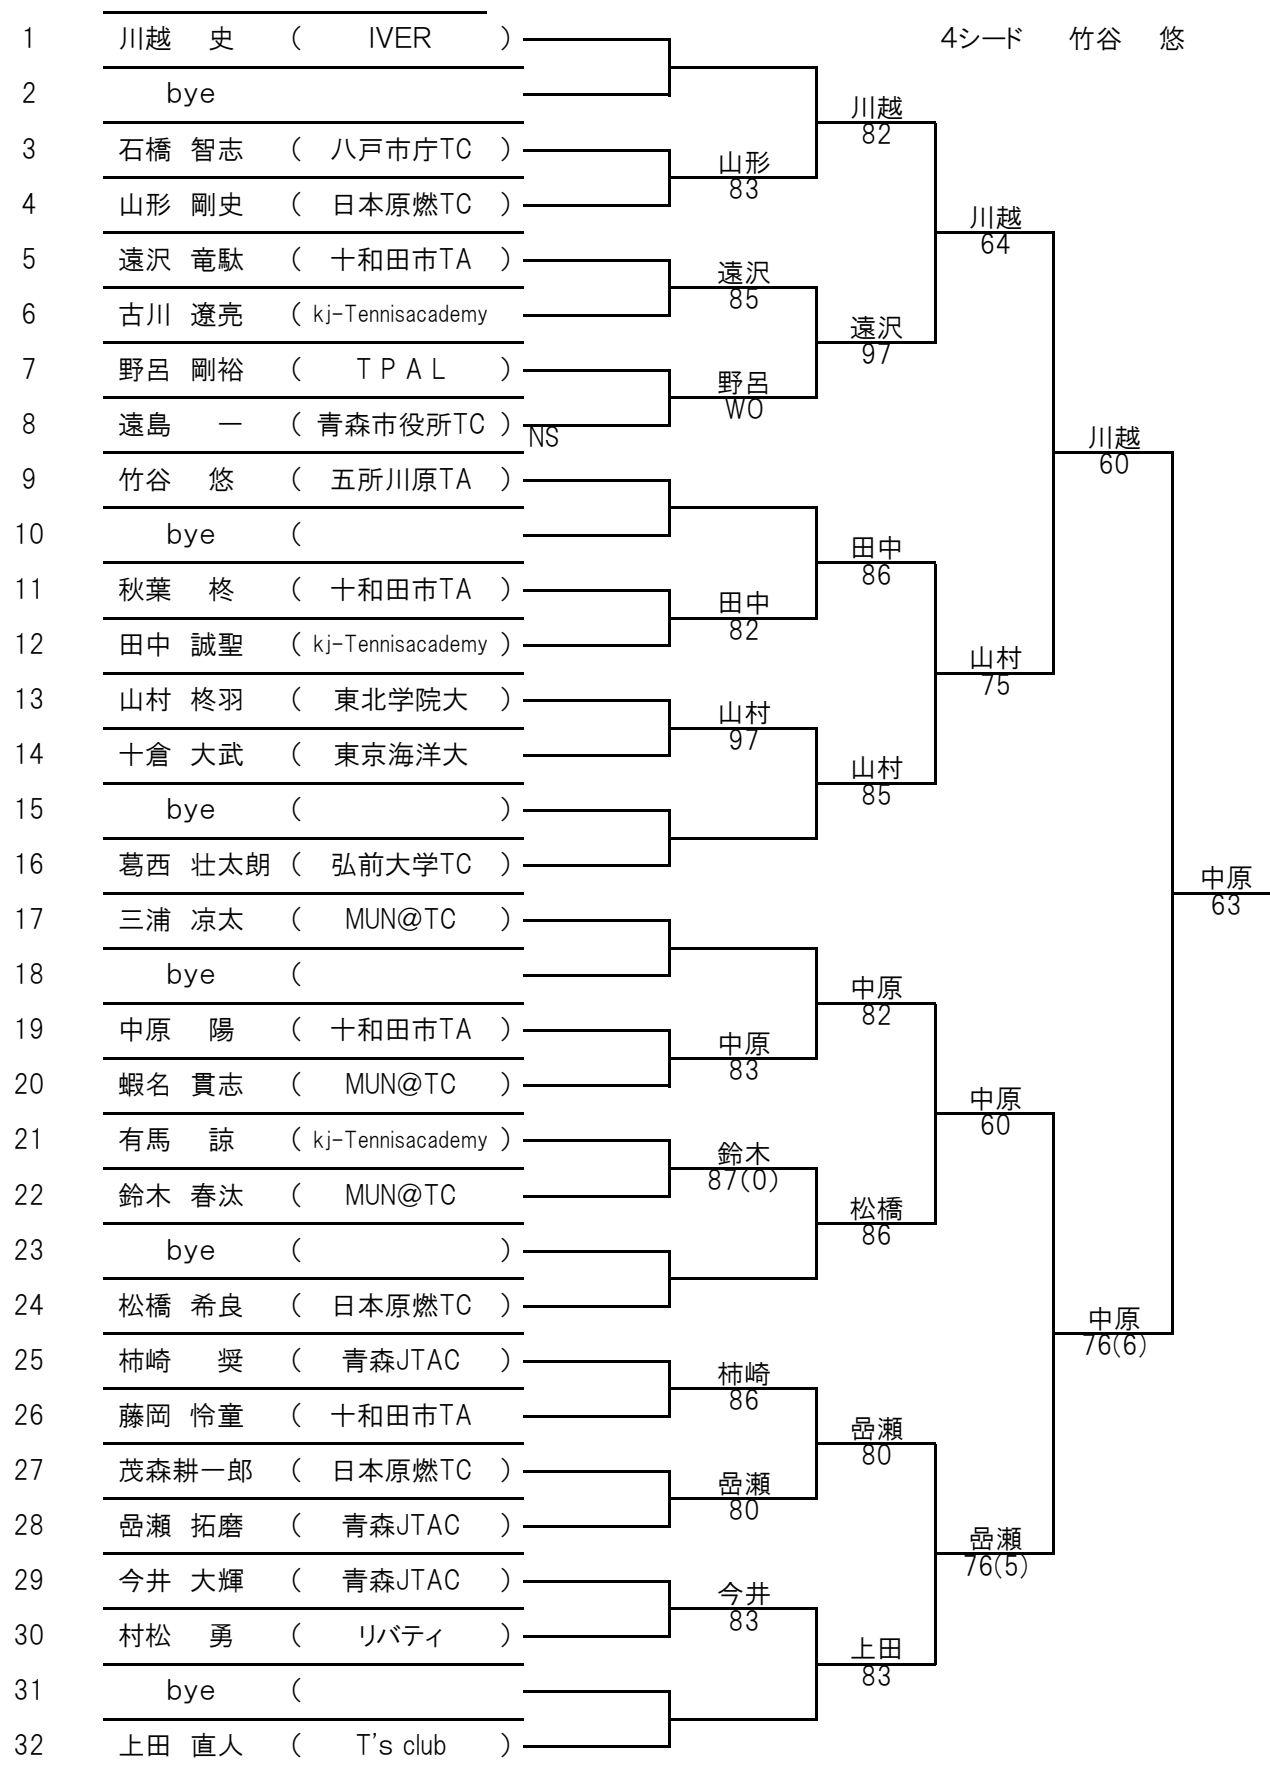 1 川越 史 ( IVER ) 4シード 竹谷 悠
2 bye
川越
82
3 石橋 智志 ( 八戸市庁TC )
山形
83
4 山形 剛史 ( 日本原燃TC )
川越
64
5 遠沢 竜駄 ( 十和田市TA )
遠沢
85
6 古川 遼亮 ( kj-Tennisacademy
遠沢
97
7 野呂 剛裕 ( TPAL )
野呂
WO
8 遠島 一 ( 青森市役所TC ) NS
川越
60
9 竹谷 悠 ( 五所川原TA )
10 bye (
田中
86
11 秋葉 柊 ( 十和田市TA )
田中
82
12 田中 誠聖 ( kj-Tennisacademy )
山村
75
13 山村 柊羽 ( 東北学院大 )
山村
97
14 十倉 大武 ( 東京海洋大
山村
85
15 bye ( )
16 葛西 壮太朗 ( 弘前大学TC )
中原
63
17 三浦 凉太 ( MUN@TC )
18 bye (
中原
82
19 中原 陽 ( 十和田市TA )
中原
83
20 蝦名 貫志 ( MUN@TC )
中原
60
21 有馬 諒 ( kj-Tennisacademy )
鈴木
87(0)
22 鈴木 春汰 ( MUN@TC
松橋
86
23 bye ( )
24 松橋 希良 ( 日本原燃TC )
中原
76(6)
25 柿崎 奨 ( 青森JTAC )
柿崎
86
26 藤岡 怜童 ( 十和田市TA
嵒瀬
80
27 茂森耕一郎 ( 日本原燃TC )
嵒瀬
80
28 嵒瀬 拓磨 ( 青森JTAC )
嵒瀬
76(5)
29 今井 大輝 ( 青森JTAC )
今井
83
30 村松 勇 ( リバティ )
上田
83
31 bye (
32 上田 直人 ( T's club )